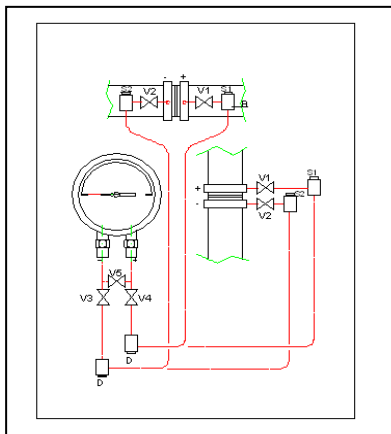 S2 V2 - + V1 S1
B
+ V1 S1
- V2 S2
- +
V5
V3 V4
D
D